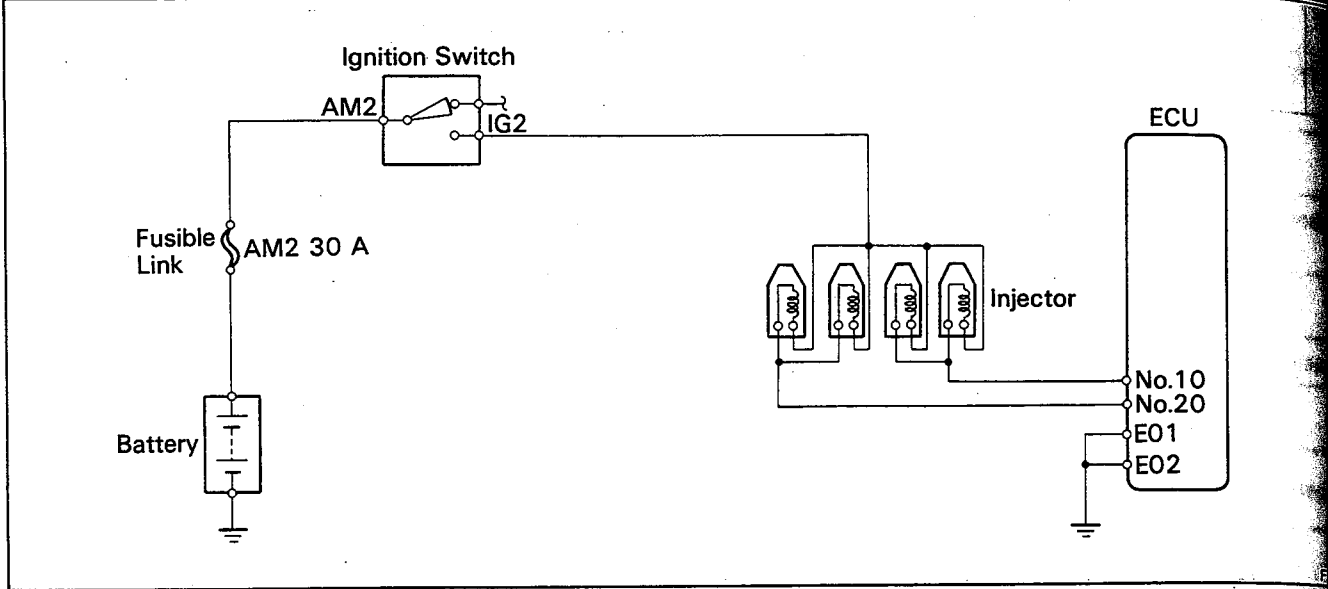 Ignition Switch
AM2
IG2
ECU
Fusible
Link
AM2 30 A
Injector
No.10
No.20
E01
E02
Battery